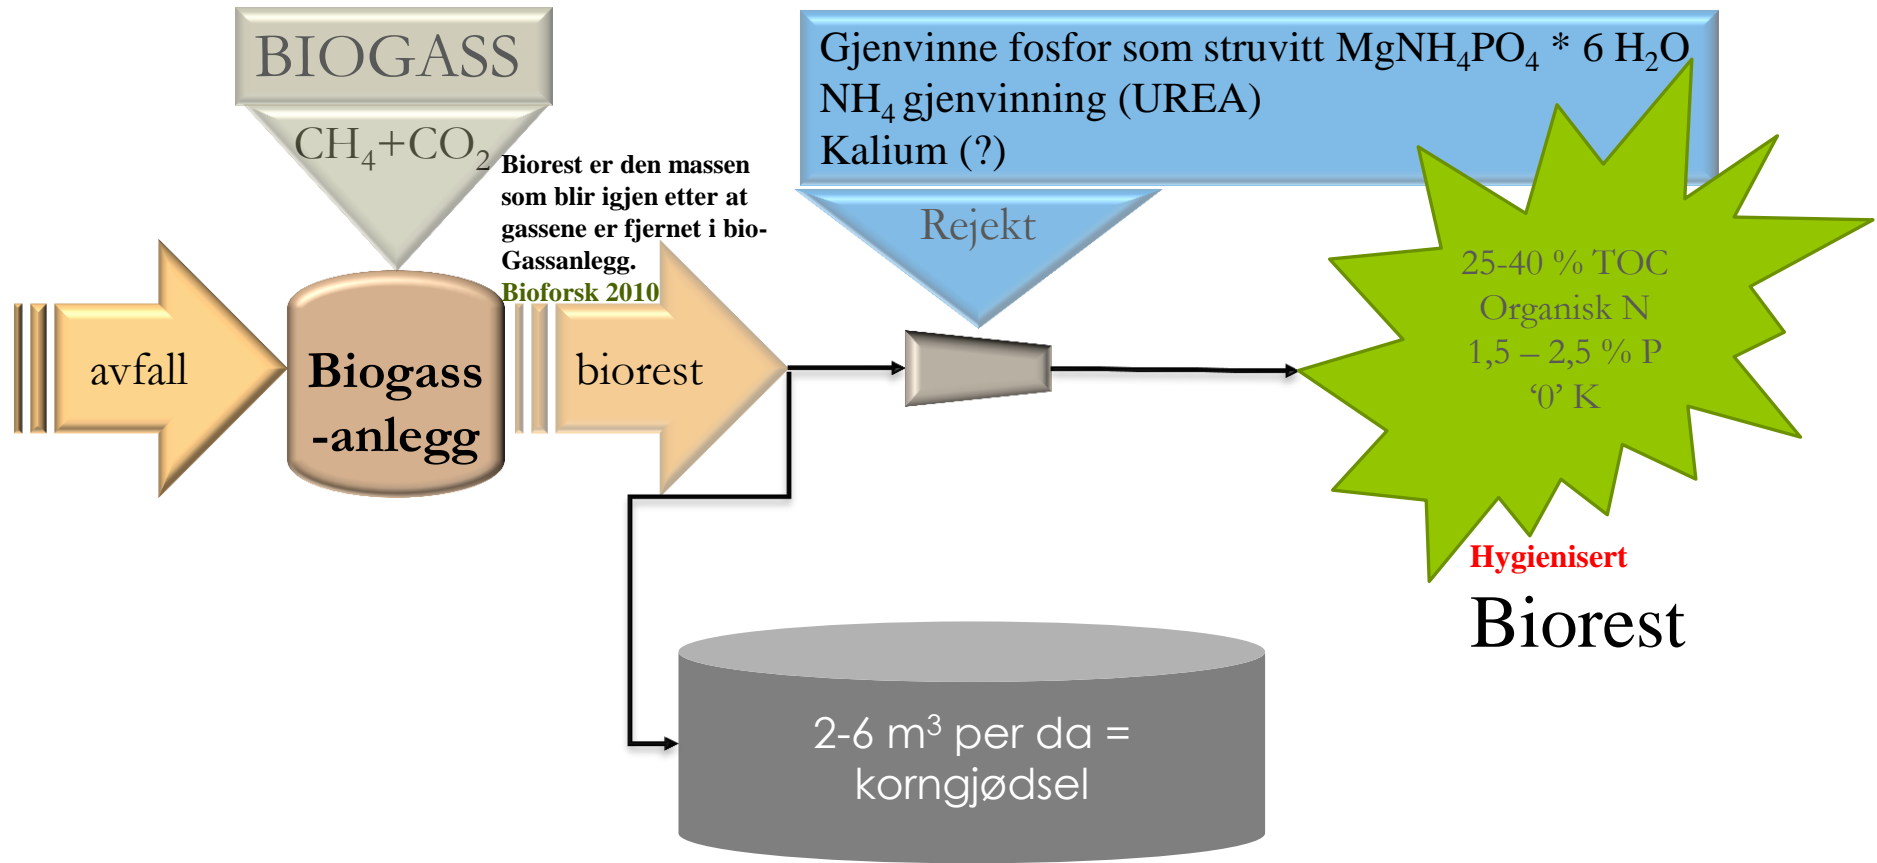 BIOGASS
CH₄+CO₂
Biorest er den massen
som blir igjen etter at
gassene er fjernet i bio-
Gassanlegg.
Bioforsk 2010
avfall
Biogass
-anlegg
biorest
Gjenvinne fosfor som struvitt MgNH₄PO₄ * 6 H₂O
NH₄ gjenvinning (UREA)
Kalium (?)
Rejekt
25-40 % TOC
Organisk N
1,5 – 2,5 % P
‘0’ K
Hygienisert
Biorest
2-6 m³ per da =
korngjødsel